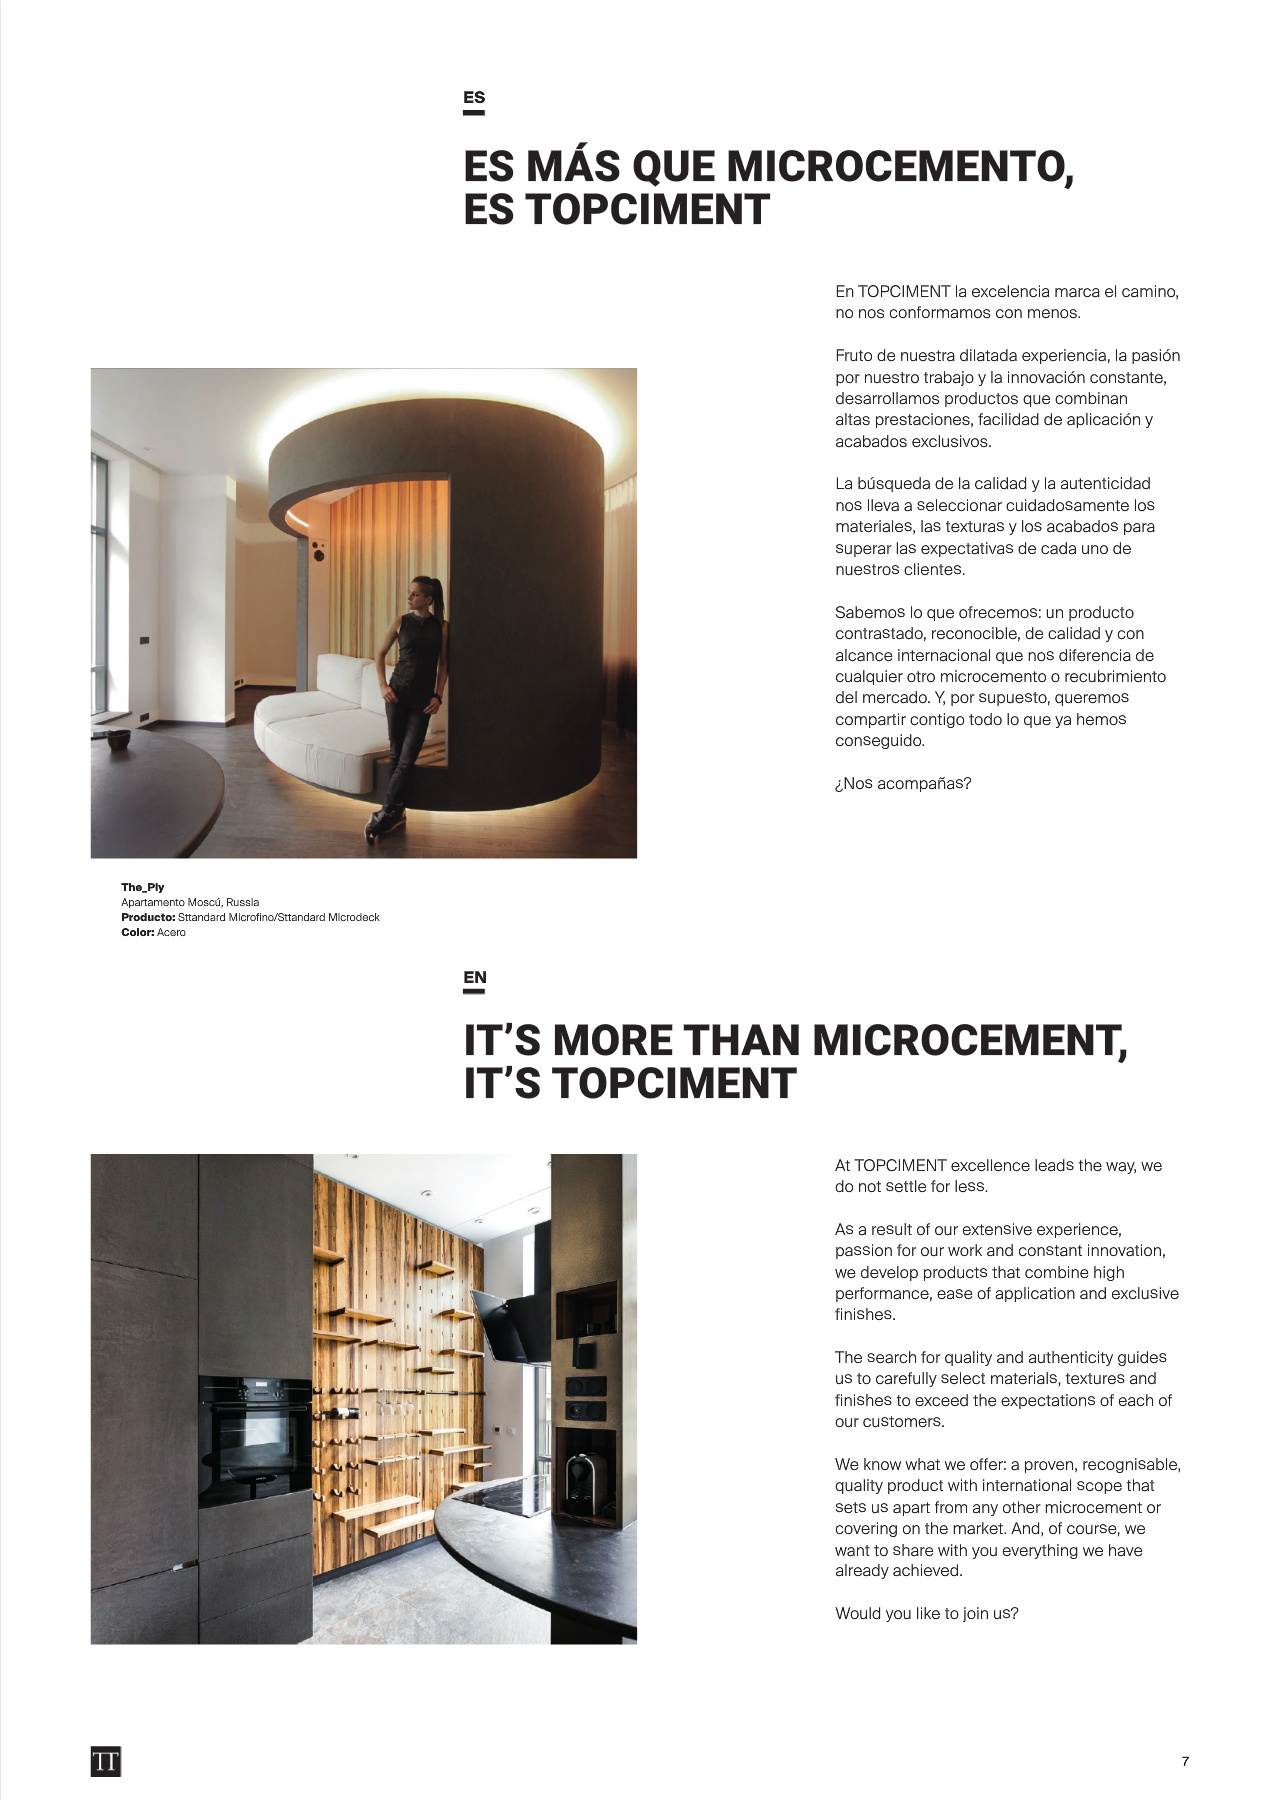 ES
ES MÁS QUE MICROCEMENTO,
ES TOPCIMENT
En TOPCIMENT la excelencia marca el camino,
no nos conformamos con menos.
Fruto de nuestra dilatada experiencia, la pasión
por nuestro trabajo y la innovación constante,
desarrollamos productos que combinan
altas prestaciones, facilidad de aplicación y
acabados exclusivos.
La búsqueda de la calidad y la autenticidad
nos lleva a seleccionar cuidadosamente los
materiales, las texturas y los acabados para
superar las expectativas de cada uno de
nuestros clientes.
Sabemos lo que ofrecemos: un producto
contrastado, reconocible, de calidad y con
alcance internacional que nos diferencia de
cualquier otro microcemento o recubrimiento
del mercado. Y, por supuesto, queremos
compartir contigo todo lo que ya hemos
conseguido.
¿Nos acompañas?
The_Ply
Apartamento Moscú, Russia
Producto: Sttandard Microfino/Sttandard Microdeck
Color: Acero
EN
IT’S MORE THAN MICROCEMENT,
IT’S TOPCIMENT
At TOPCIMENT excellence leads the way, we
do not settle for less.
As a result of our extensive experience,
passion for our work and constant innovation,
we develop products that combine high
performance, ease of application and exclusive
finishes.
The search for quality and authenticity guides
us to carefully select materials, textures and
finishes to exceed the expectations of each of
our customers.
We know what we offer: a proven, recognisable,
quality product with international scope that
sets us apart from any other microcement or
covering on the market. And, of course, we
want to share with you everything we have
already achieved.
Would you like to join us?
TT
7